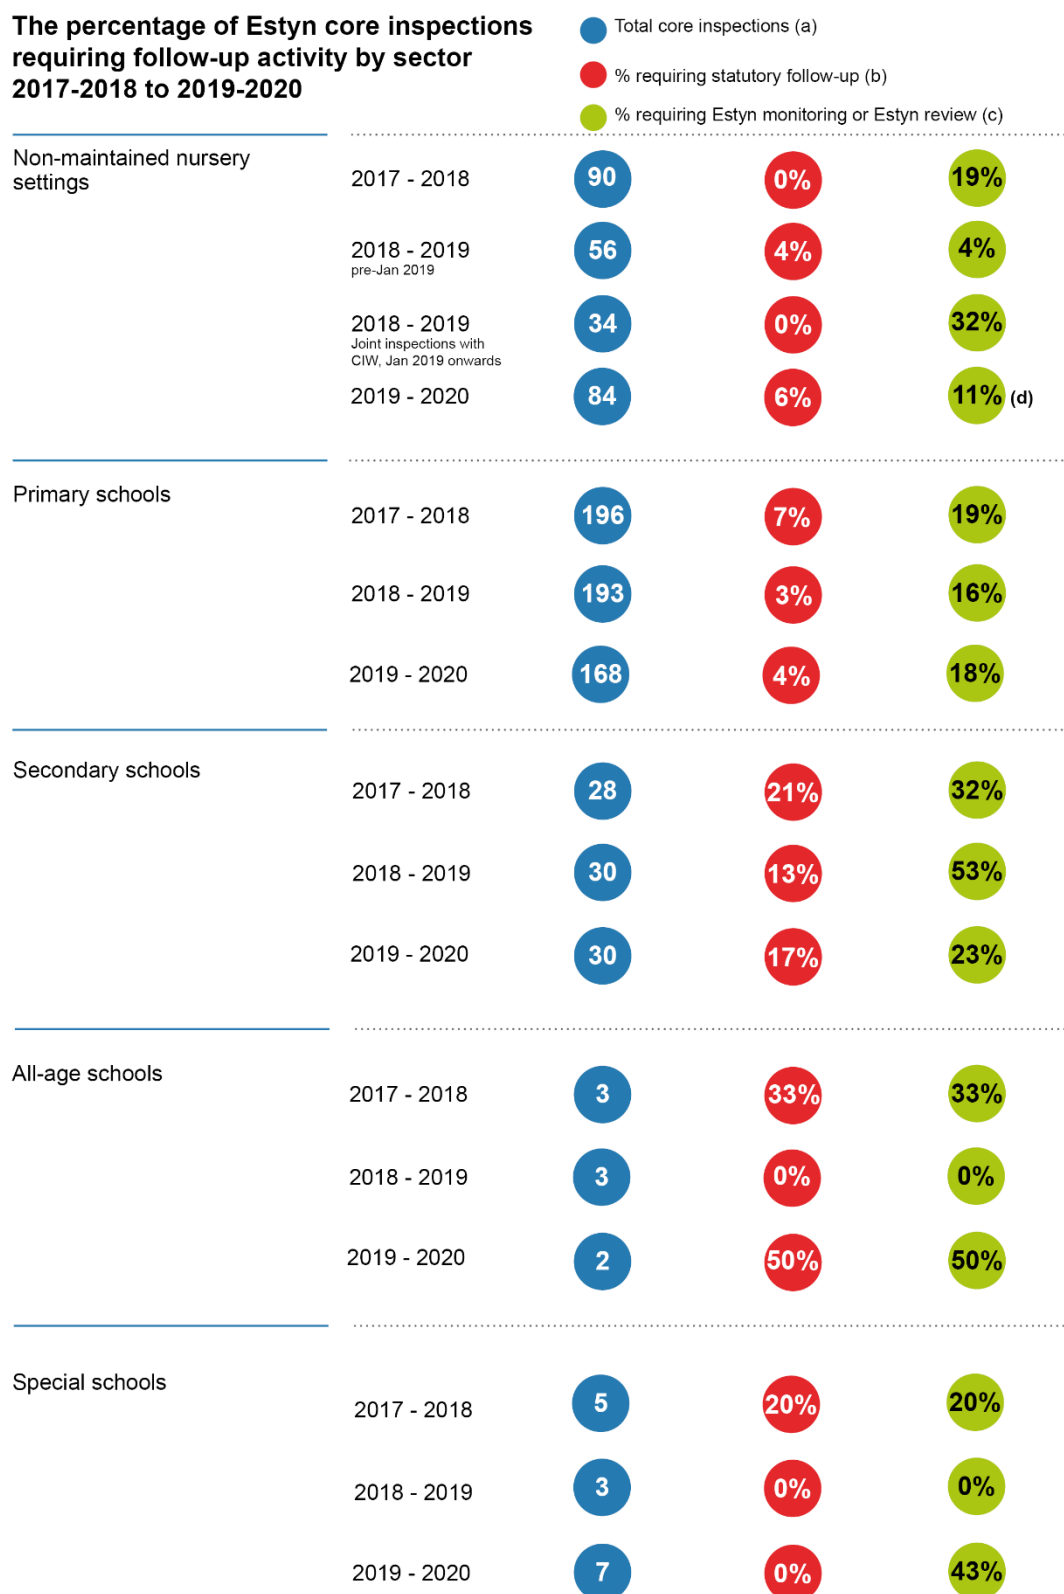 The percentage of Estyn core inspections
requiring follow-up activity by sector
2017-2018 to 2019-2020
Total core inspections (a)
% requiring statutory follow-up (b)
% requiring Estyn monitoring or Estyn review (c)
Non-maintained nursery
settings
2017 - 2018 90 0% 19%
2018 - 2019 56 4% 4%
pre-Jan 2019
2018 - 2019 34 0% 32%
Joint inspections with
CIW, Jan 2019 onwards
2019 - 2020 84 6% 11% (d)
Primary schools
2017 - 2018 196 7% 19%
2018 - 2019 193 3% 16%
2019 - 2020 168 4% 18%
Secondary schools
2017 - 2018 28 21% 32%
2018 - 2019 30 13% 53%
2019 - 2020 30 17% 23%
All-age schools
2017 - 2018 3 33% 33%
2018 - 2019 3 0% 0%
2019 - 2020 2 50% 50%
Special schools
2017 - 2018 5 20% 20%
2018 - 2019 3 0% 0%
2019 - 2020 7 0% 43%